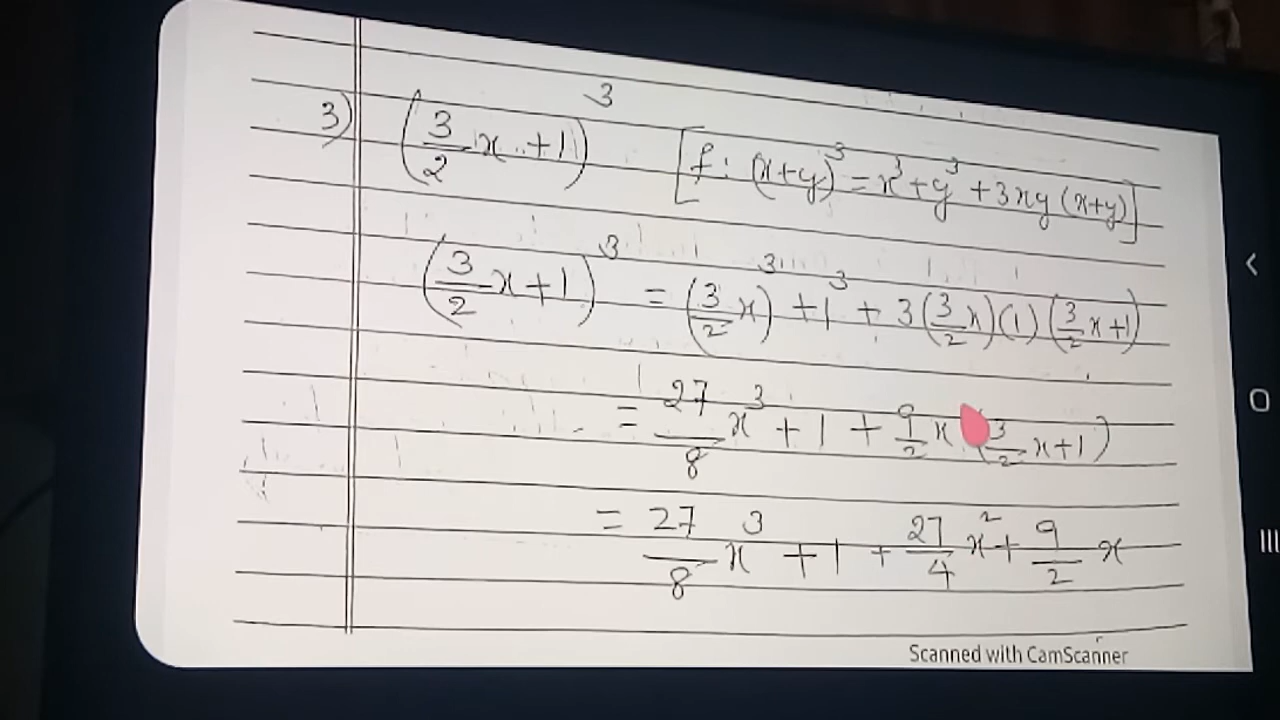 3) (3/2 x + 1)³ [f: (x+y)³ = x³ + y³ + 3xy (x+y)]
(3/2 x + 1)³ = (3/2 x)³ + 1³ + 3(3/2 x)(1)(3/2 x + 1)
= 27/8 x³ + 1 + 9/2 x (3/2 x + 1)
= 27/8 x³ + 1 + 27/4 x² + 9/2 x
Scanned with CamScanner